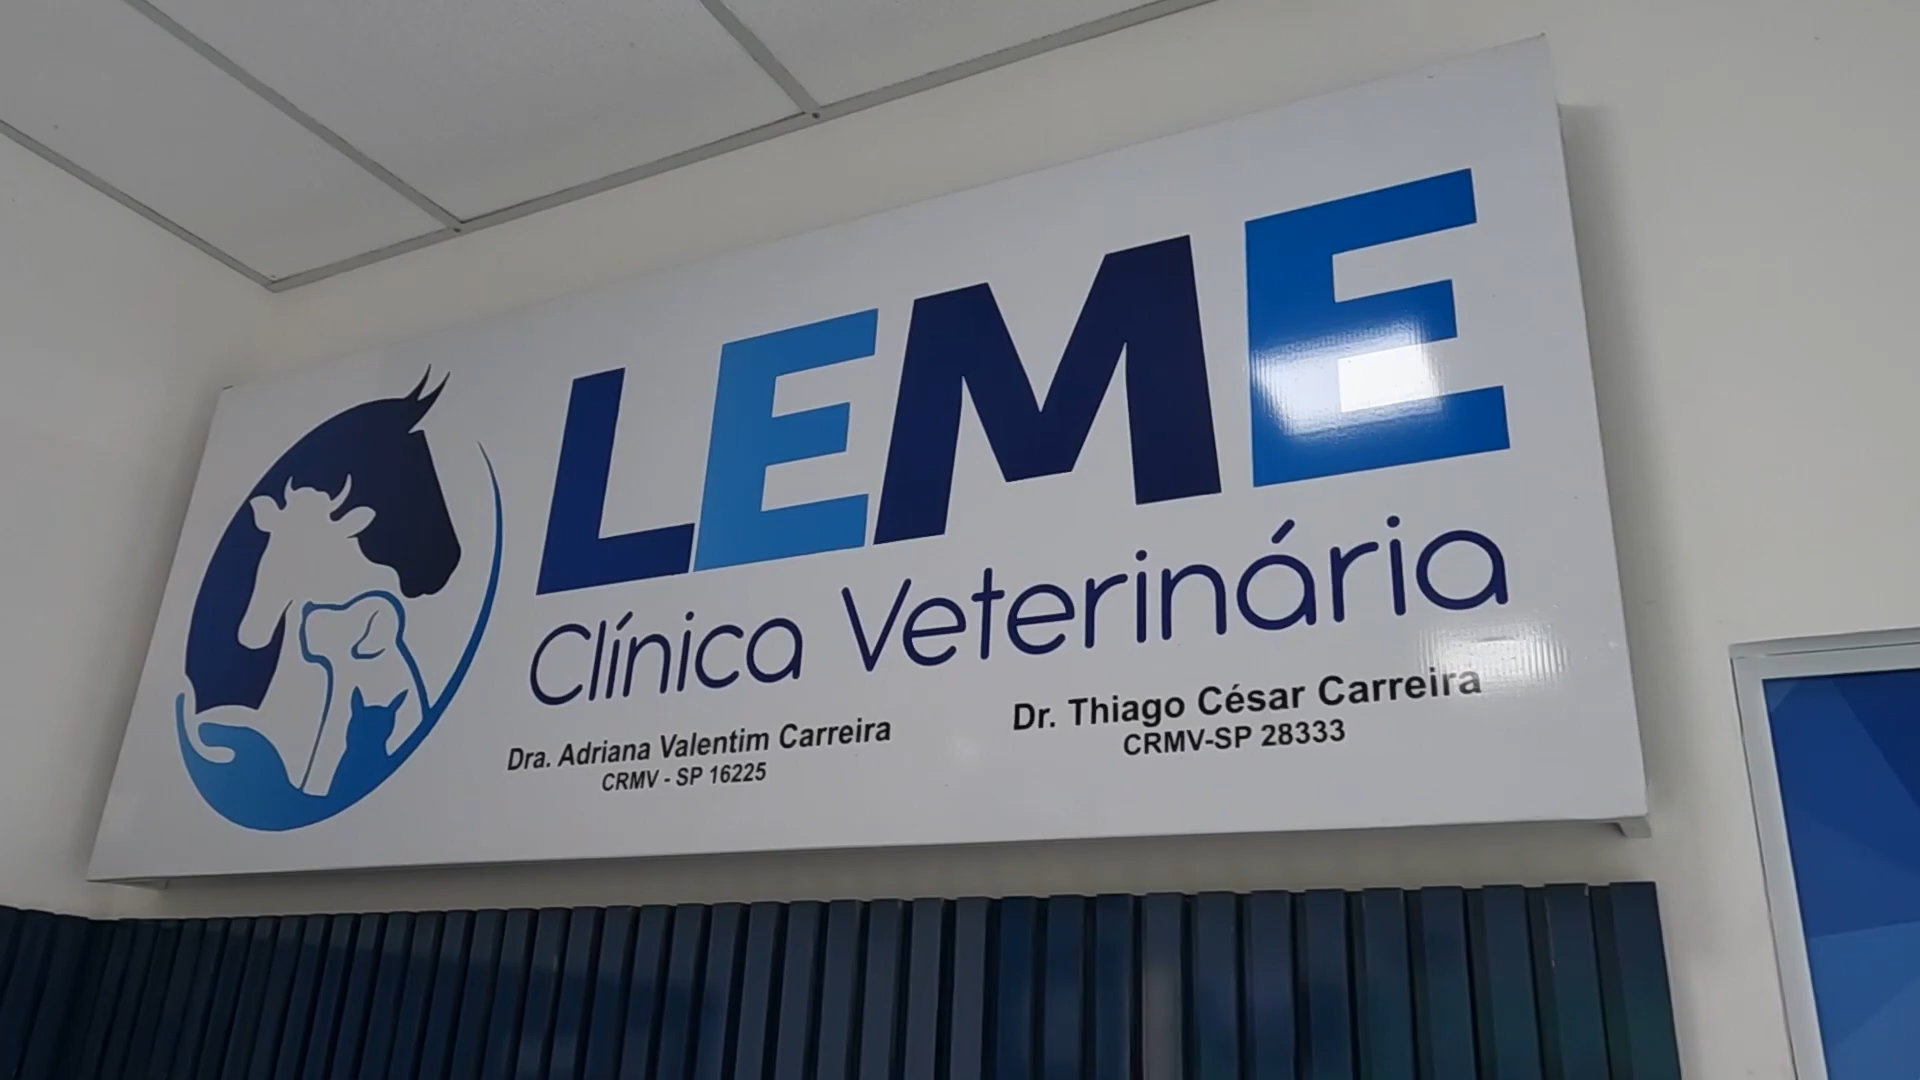 LEME
Clínica Veterinária
Dra. Adriana Valentim Carreira
CRMV - SP 16225
Dr. Thiago César Carreira
CRMV-SP 28333